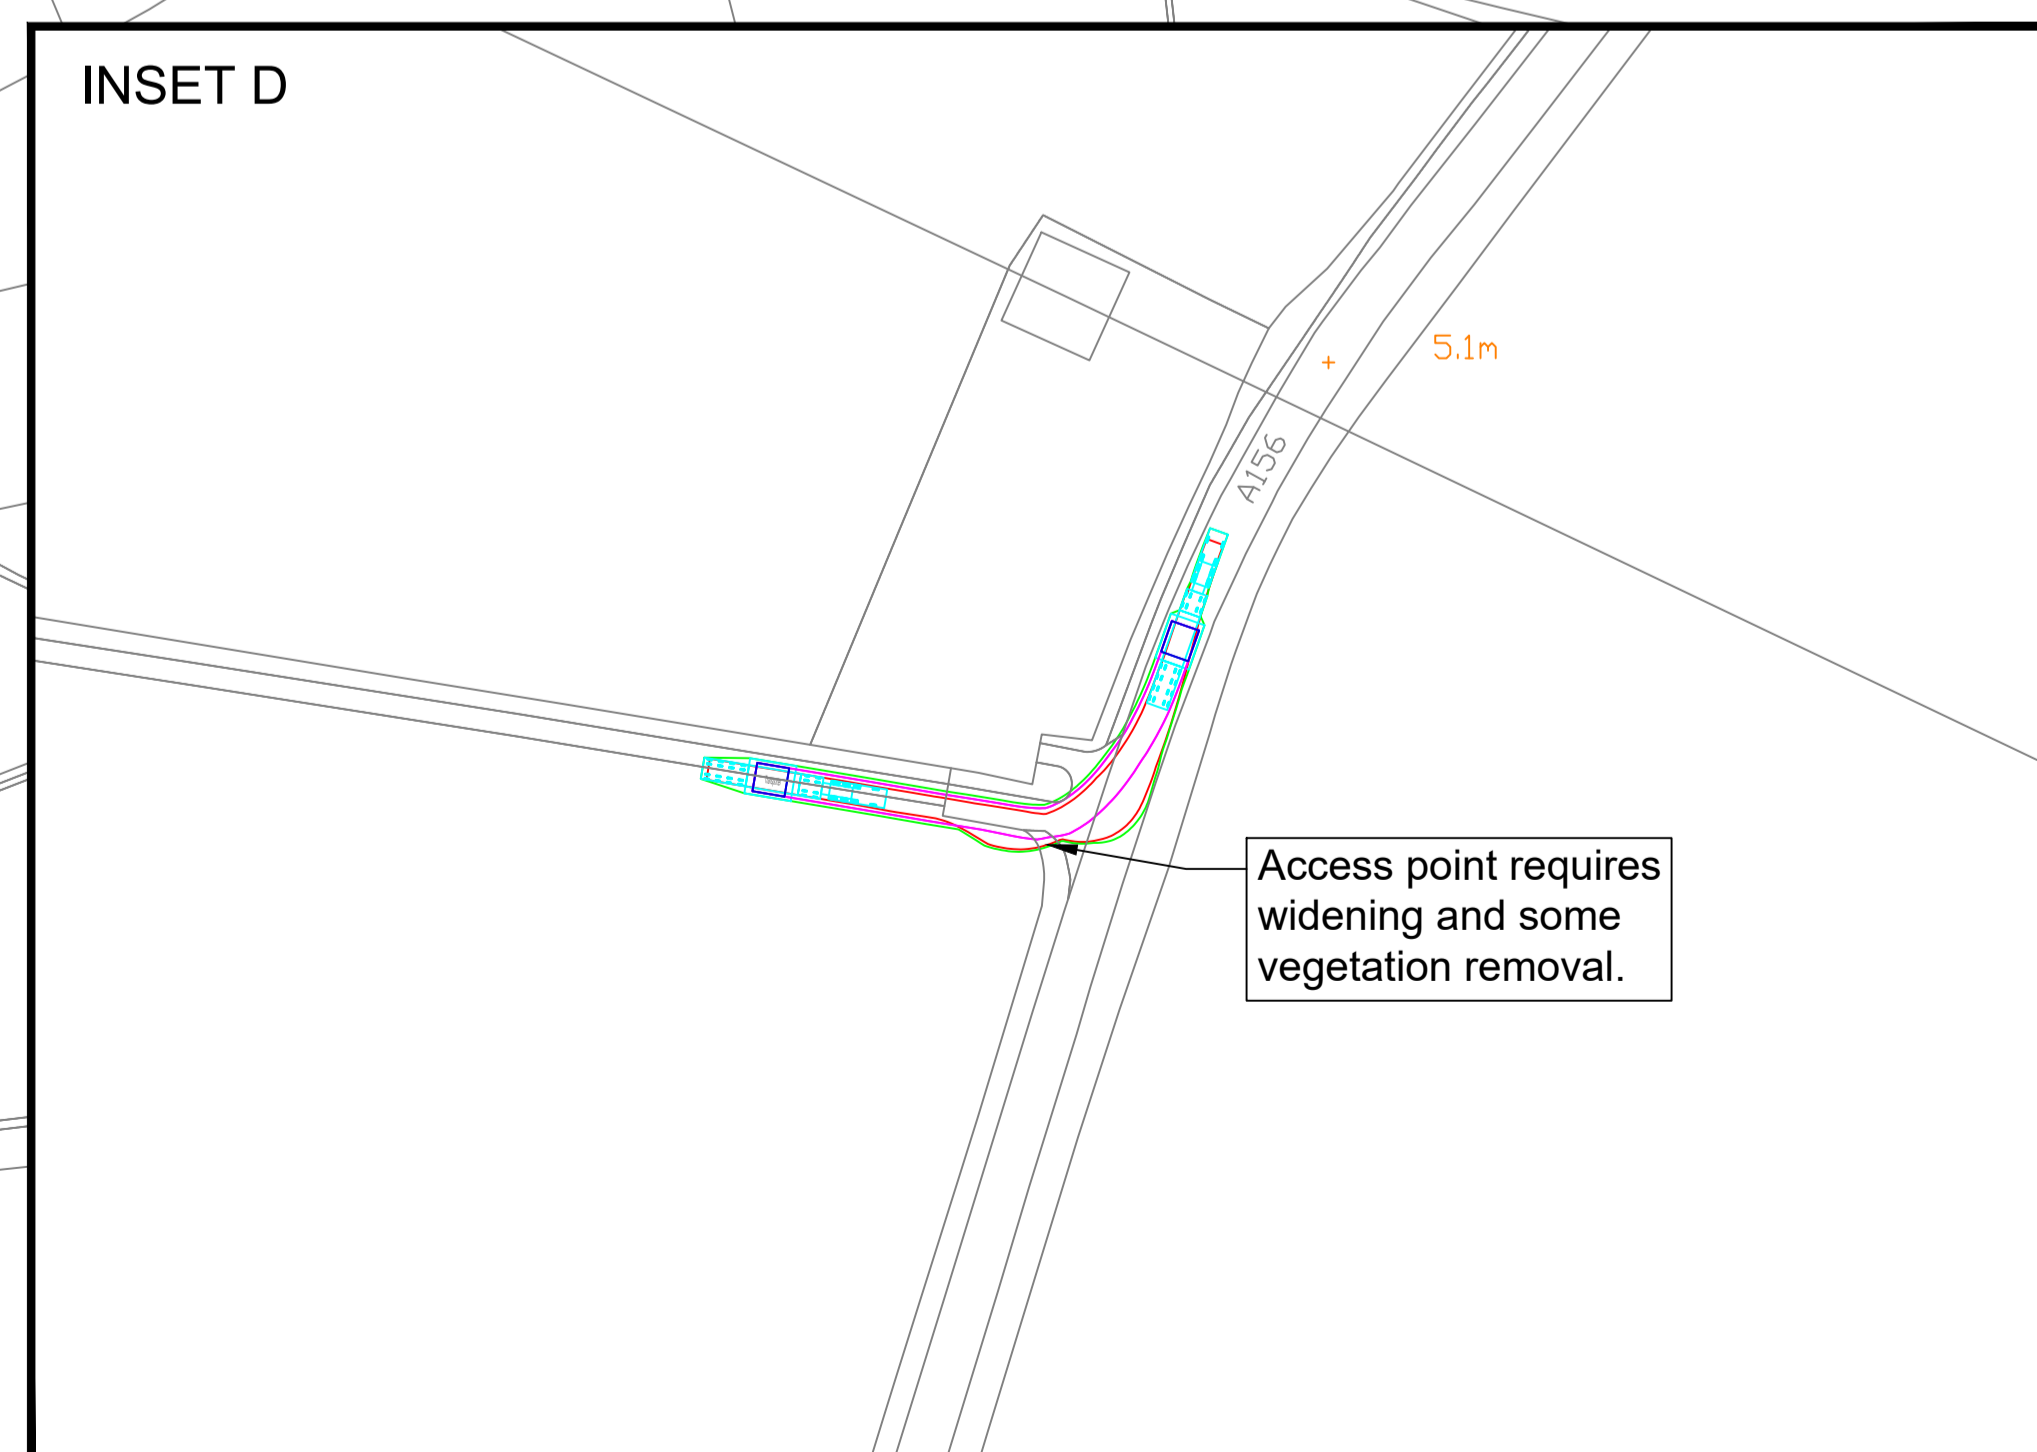 INSET D
5.1m
A156
Access point requires
widening and some
vegetation removal.